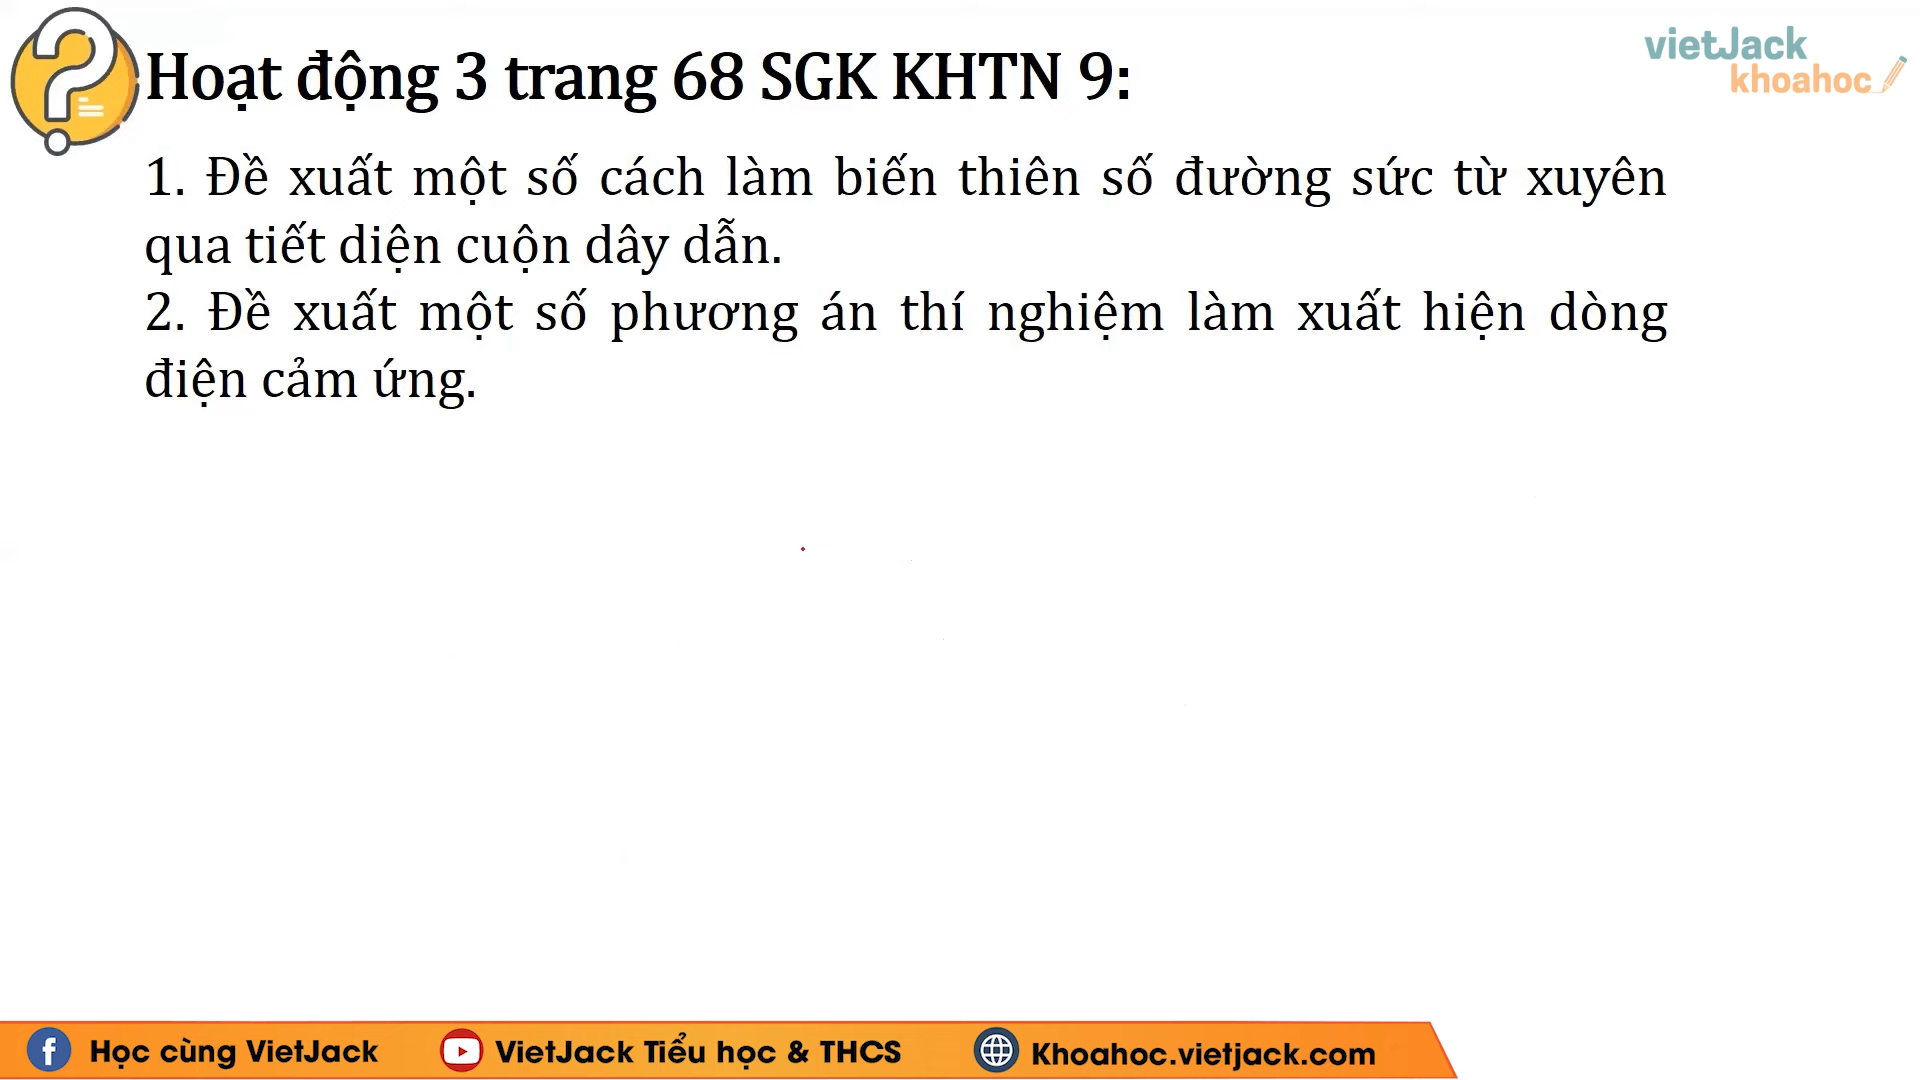 Hoạt động 3 trang 68 SGK KHTN 9:
vietJack
khoahoc
1. Đề xuất một số cách làm biến thiên số đường sức từ xuyên
qua tiết diện cuộn dây dẫn.
2. Đề xuất một số phương án thí nghiệm làm xuất hiện dòng
điện cảm ứng.
Học cùng VietJack
VietJack Tiểu học & THCS
Khoahoc.vietjack.com